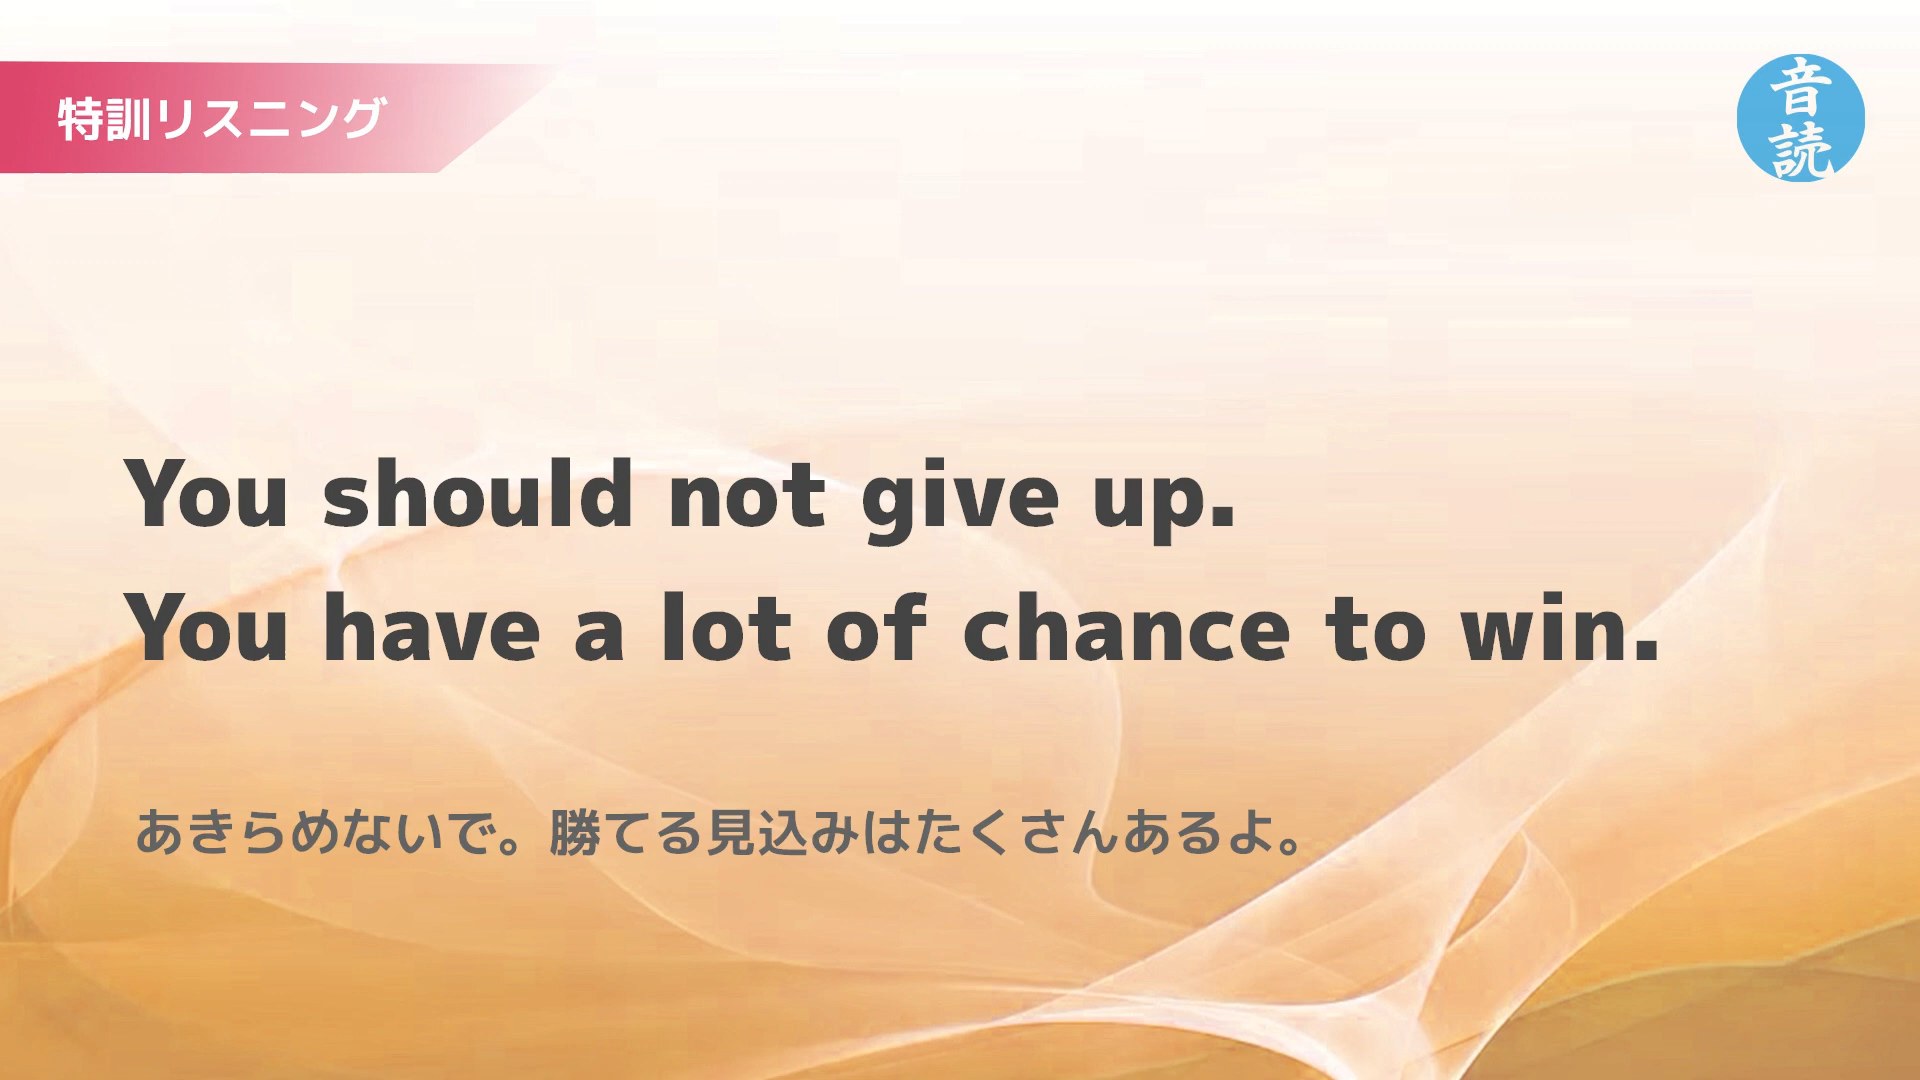 特訓リスニング
音
読
You should not give up.
You have a lot of chance to win.
あきらめないで。勝てる見込みはたくさんあるよ。